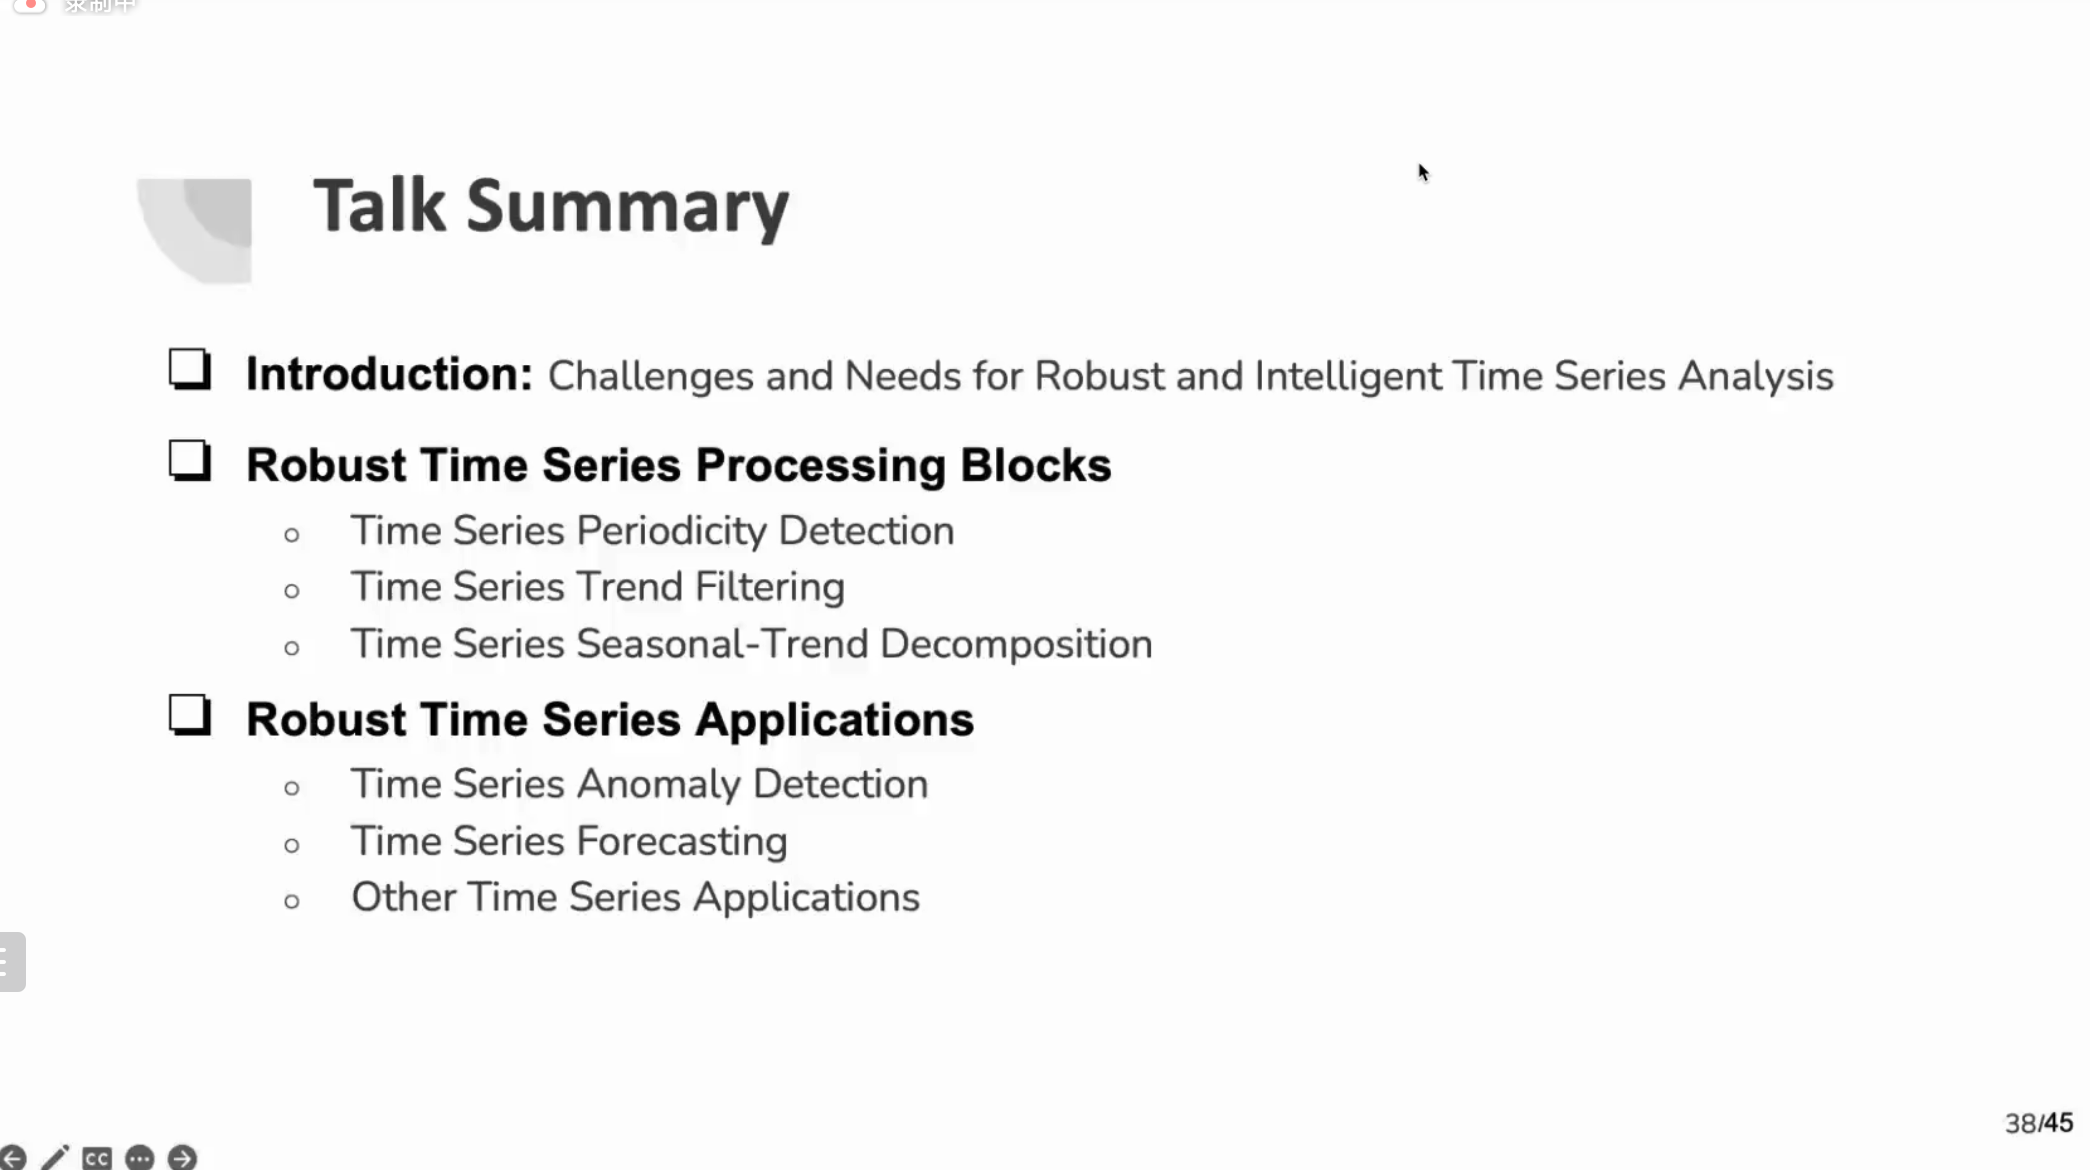 录制中
Talk Summary
Introduction: Challenges and Needs for Robust and Intelligent Time Series Analysis
Robust Time Series Processing Blocks
Time Series Periodicity Detection
Time Series Trend Filtering
Time Series Seasonal-Trend Decomposition
Robust Time Series Applications
Time Series Anomaly Detection
Time Series Forecasting
Other Time Series Applications
38/45
CC